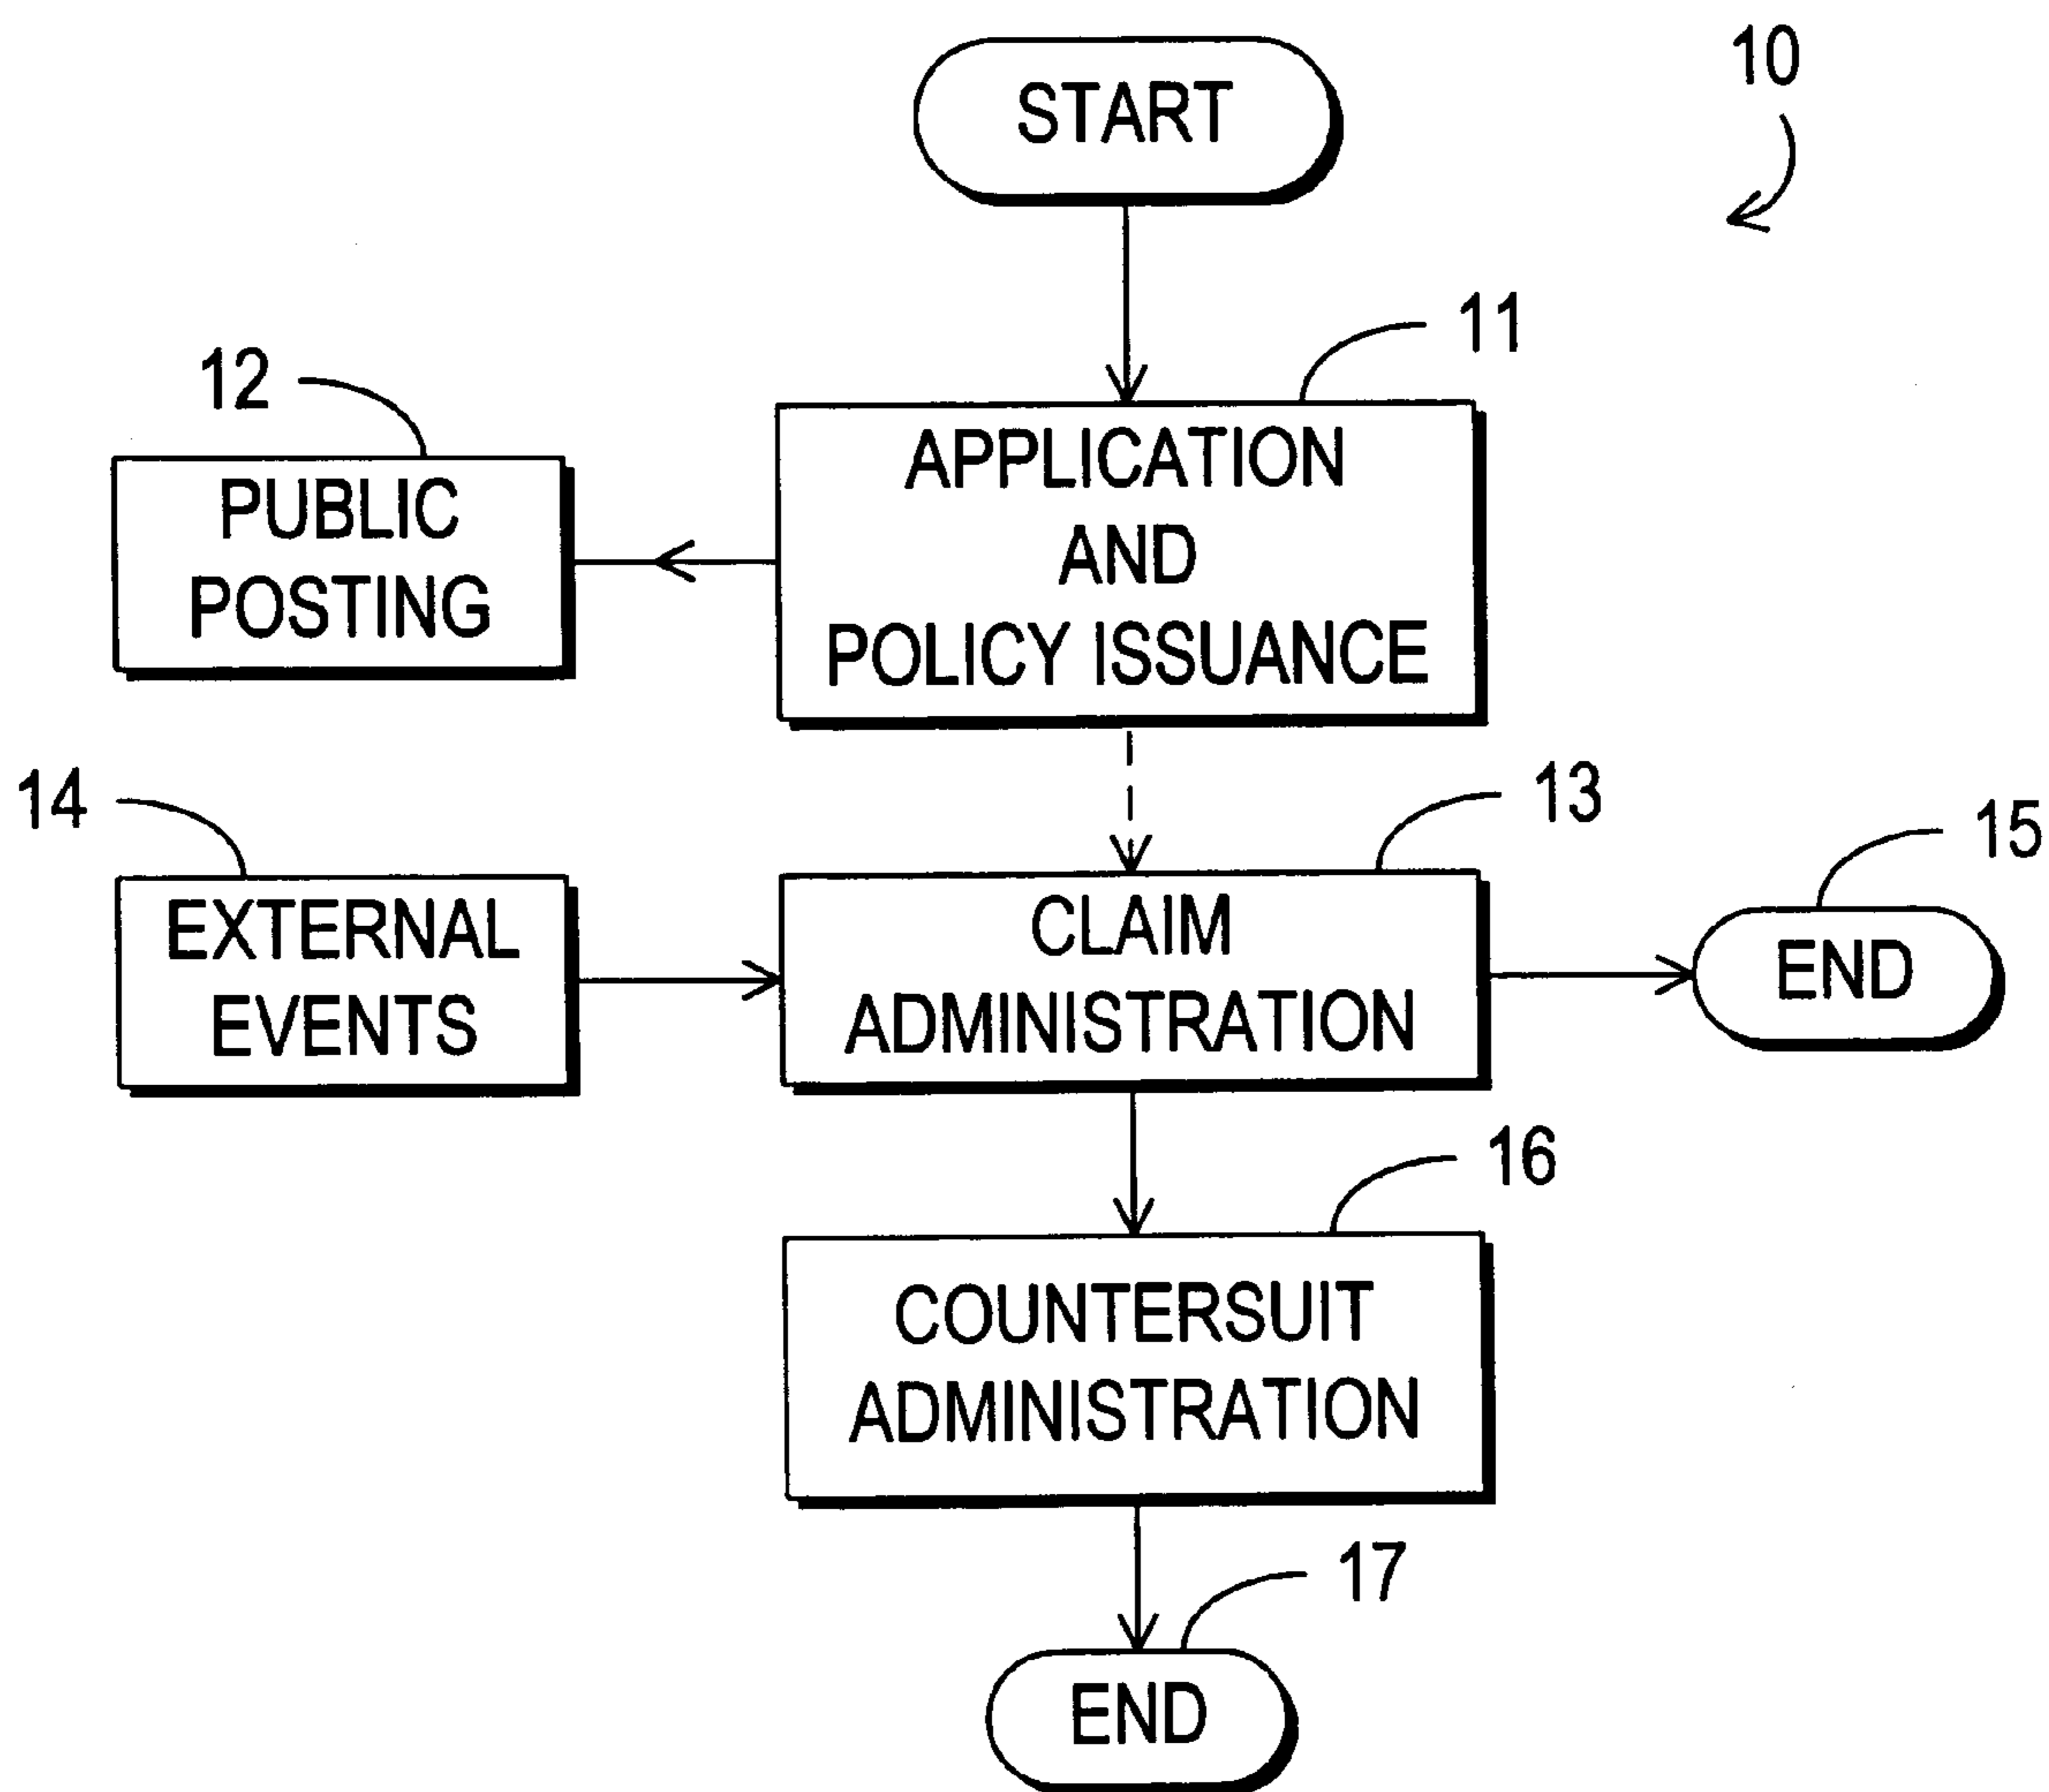 START
10
11
12
APPLICATION
AND
POLICY ISSUANCE
PUBLIC
POSTING
14
13
15
EXTERNAL
EVENTS
CLAIM
ADMINISTRATION
END
16
COUNTERSUIT
ADMINISTRATION
17
END